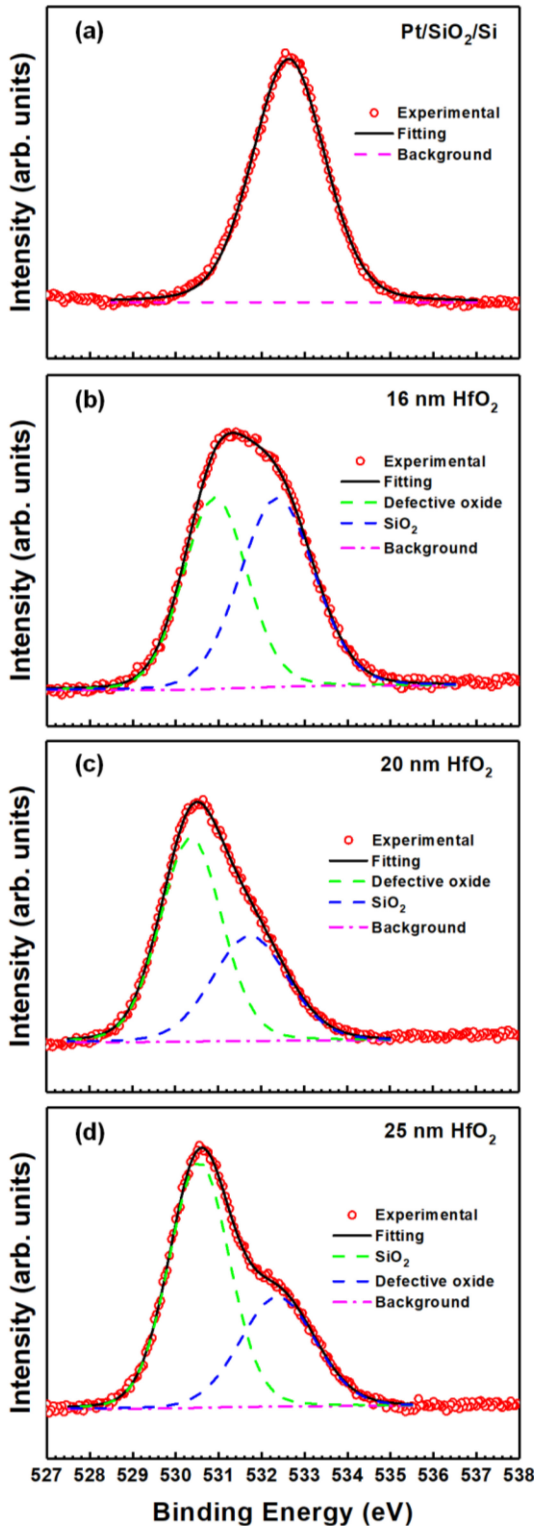 (a) Pt/SiO₂/Si
Experimental
Fitting
Background
Intensity (arb. units)
(b) 16 nm HfO₂
Experimental
Fitting
Defective oxide
SiO₂
Background
Intensity (arb. units)
(c) 20 nm HfO₂
Experimental
Fitting
Defective oxide
SiO₂
Background
Intensity (arb. units)
(d) 25 nm HfO₂
Experimental
Fitting
SiO₂
Defective oxide
Background
Intensity (arb. units)
527 528 529 530 531 532 533 534 535 536 537 538
Binding Energy (eV)